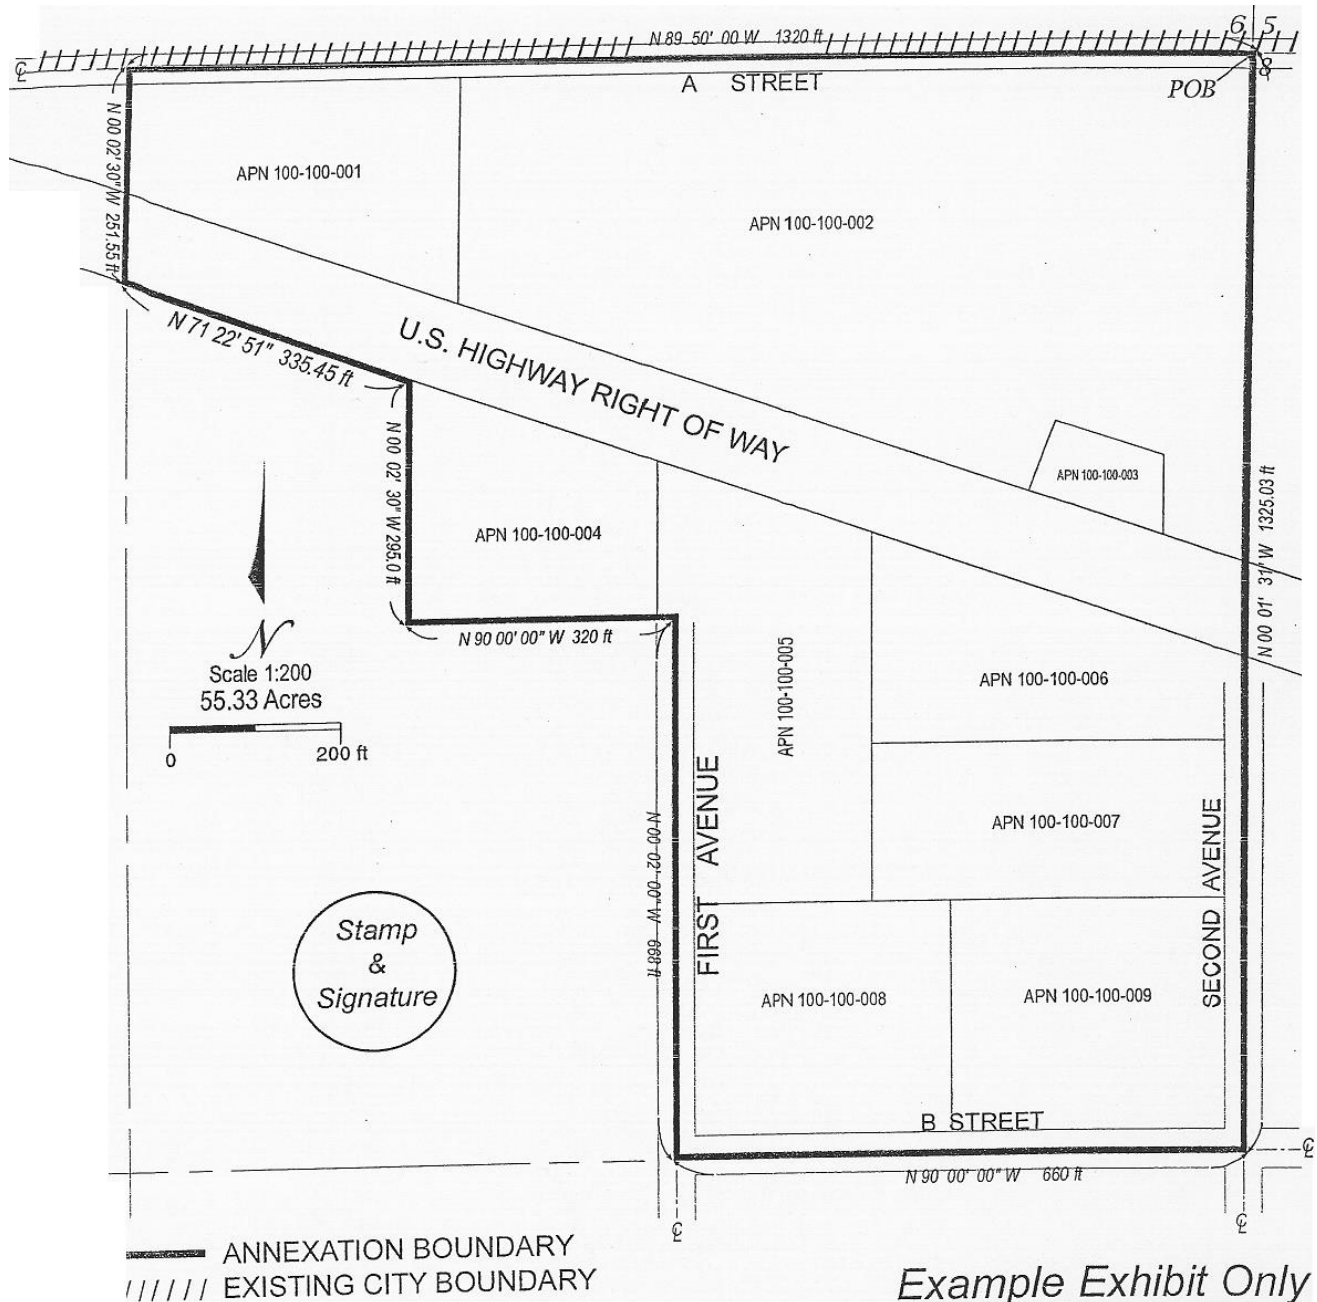 6 5
N 89 50' 00 W 1320 ft
℄
8
A STREET
POB
N 00 02' 30" W 251.55 ft
APN 100-100-001
APN 100-100-002
N 71 22' 51" 335.45 ft
U.S. HIGHWAY RIGHT OF WAY
N 00 02' 30" W 295.0 ft
APN 100-100-003
N 00 01' 31" W 1325.03 ft
APN 100-100-004
N 90 00' 00" W 320 ft
N
Scale 1:200
55.33 Acres
0 200 ft
APN 100-100-005
APN 100-100-006
APN 100-100-007
FIRST AVENUE
SECOND AVENUE
N 00 02' 00" W 668 ft
Stamp
&
Signature
APN 100-100-008
APN 100-100-009
B STREET
℄
N 90 00' 00" W 660 ft
℄
℄
ANNEXATION BOUNDARY
EXISTING CITY BOUNDARY
Example Exhibit Only